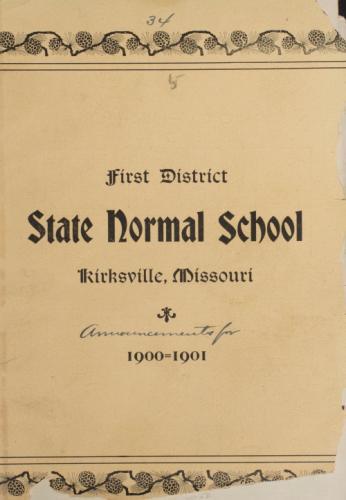 34
5
First District
State Normal School
Kirksville, Missouri
Announcements for
1900=1901